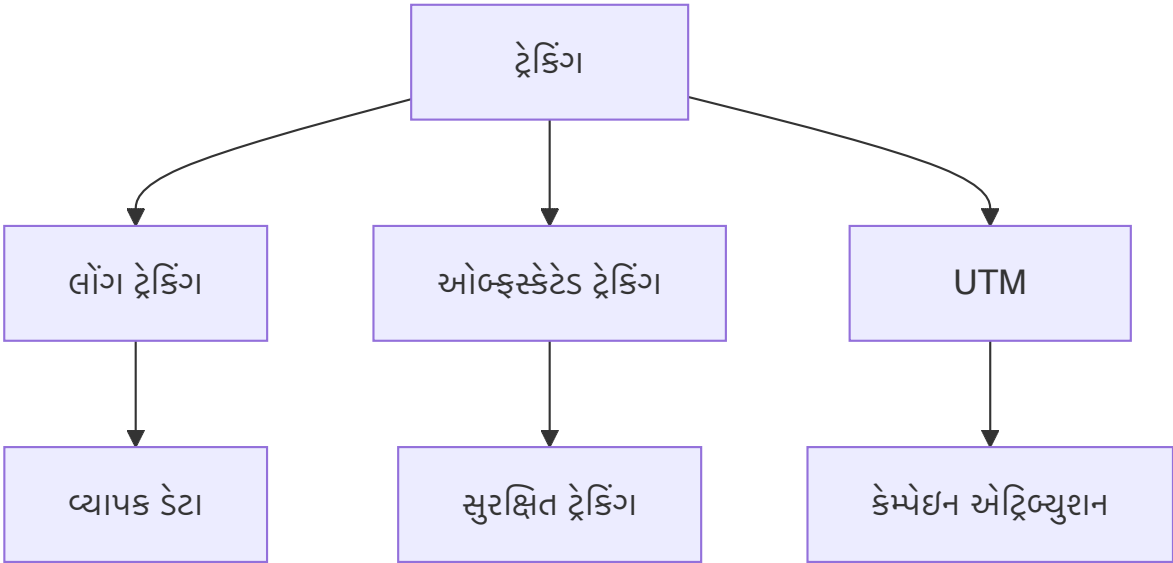 ટ્રેકિંગ
લોંગ ટ્રેકિંગ
ઓબ્ફસ્કેટેડ ટ્રેકિંગ
UTM
વ્યાપક ડેટા
સુરક્ષિત ટ્રેકિંગ
કેમ્પેઇન એટ્રિબ્યુશન